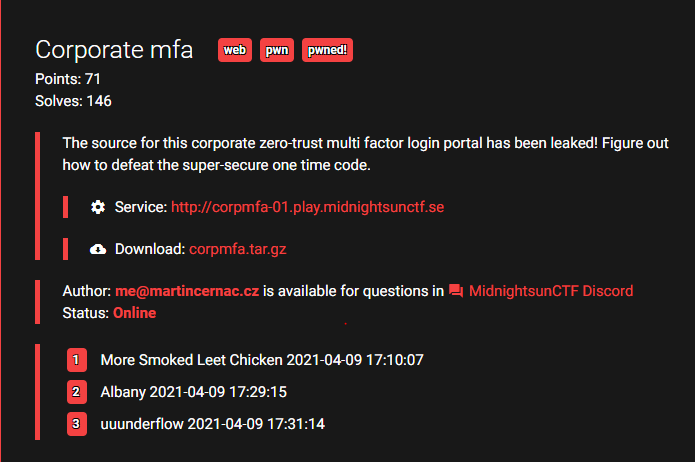 Corporate mfa web pwn pwned!
Points: 71
Solves: 146
The source for this corporate zero-trust multi factor login portal has been leaked! Figure out
how to defeat the super-secure one time code.
Service: http://corpmfa-01.play.midnightsunctf.se
Download: corpmfa.tar.gz
Author: me@martincernac.cz is available for questions in MidnightsunCTF Discord
Status: Online
1 More Smoked Leet Chicken 2021-04-09 17:10:07
2 Albany 2021-04-09 17:29:15
3 uuunderflow 2021-04-09 17:31:14